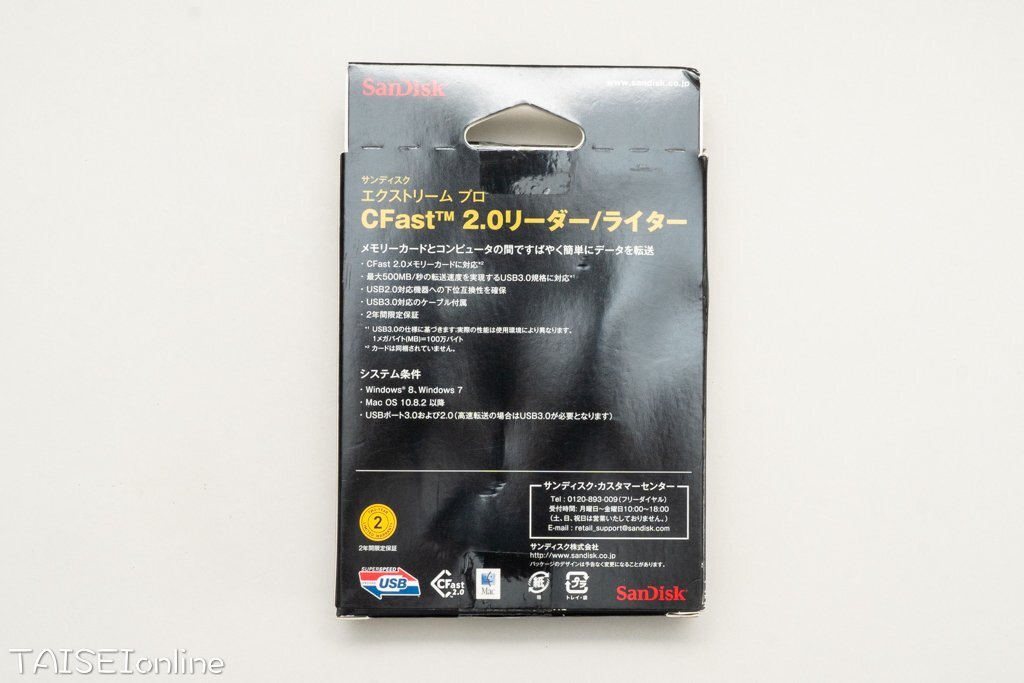 SanDisk
www.sandisk.co.jp
サンディスク
エクストリーム プロ
CFast™ 2.0リーダー/ライター
メモリーカードとコンピュータの間ですばやく簡単にデータを転送
・CFast 2.0メモリーカードに対応*²
・最大500MB/秒の転送速度を実現するUSB3.0規格に対応*¹
・USB2.0対応機器への下位互換性を確保
・USB3.0対応のケーブル付属
・2年間限定保証
*¹ USB3.0の仕様に基づきます;実際の性能は使用環境により異なります。
1メガバイト(MB)=100万バイト
*² カードは同梱されていません。
システム条件
・Windows® 8、Windows 7
・Mac OS 10.8.2 以降
・USBポート3.0および2.0(高速転送の場合はUSB3.0が必要となります)
サンディスク・カスタマーセンター
Tel : 0120-893-009(フリーダイヤル)
受付時間: 月曜日~金曜日10:00~18:00
(土、日、祝日は営業いたしておりません。)
E-mail : retail_support@sandisk.com
2
2年間限定保証
サンディスク株式会社
http://www.sandisk.co.jp
パッケージのデザインは予告なく変更になることがあります。
SUPERSPEED
USB
CFast
2.0
Mac
紙
箱
プラ
トレイ・袋
SanDisk
TAISEIonline